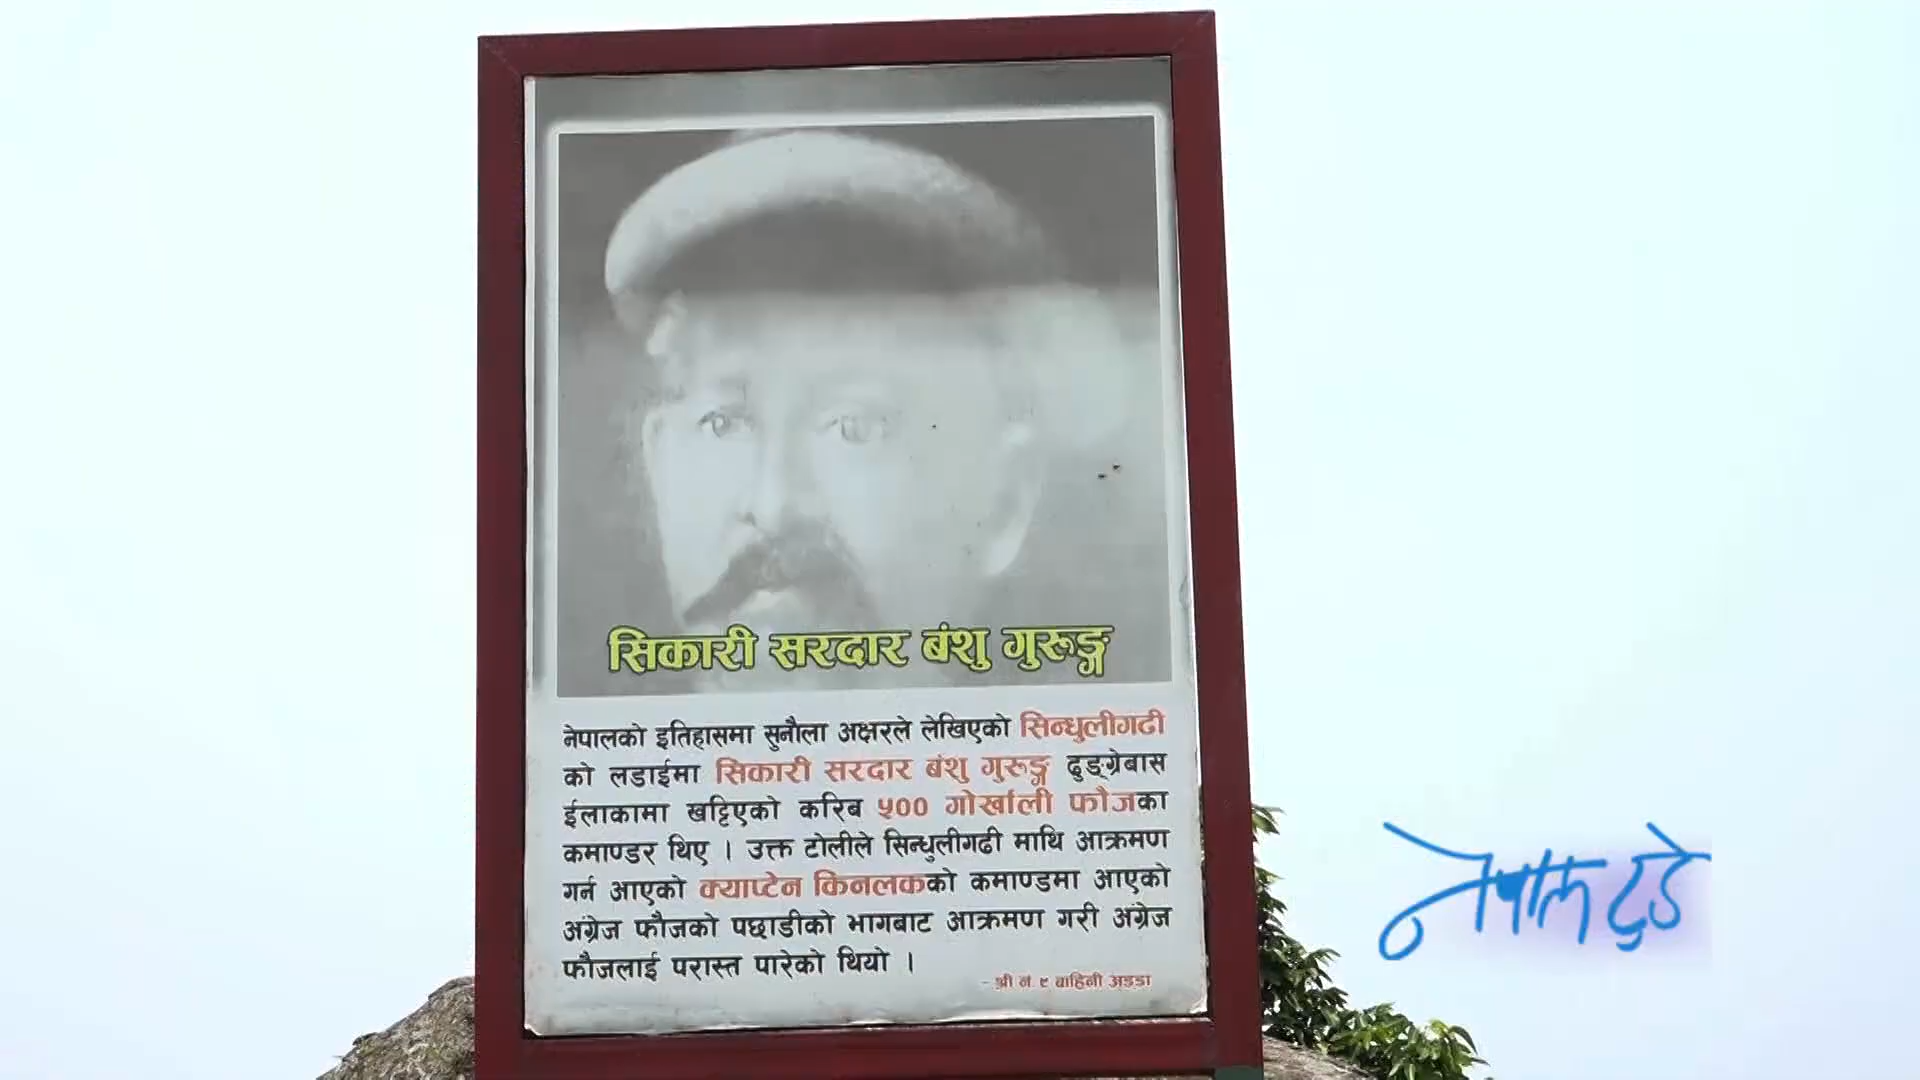 सिकारी सरदार बंशु गुरुङ्ग
नेपालको इतिहासमा सुनौला अक्षरले लेखिएको सिन्धुलीगढी
को लडाईमा सिकारी सरदार बंशु गुरुङ्ग ढुङ्ग्रेबास
ईलाकामा खट्टिएको करिब ५०० गोर्खाली फौजका
कमाण्डर थिए । उक्त टोलीले सिन्धुलीगढी माथि आक्रमण
गर्न आएको क्याप्टेन किनलकको कमाण्डमा आएको
अंग्रेज फौजको पछाडीको भागबाट आक्रमण गरी अंग्रेज
फौजलाई परास्त पारेको थियो ।
- श्री नं. ९ बाहिनी अड्डा
नेपाल टुडे